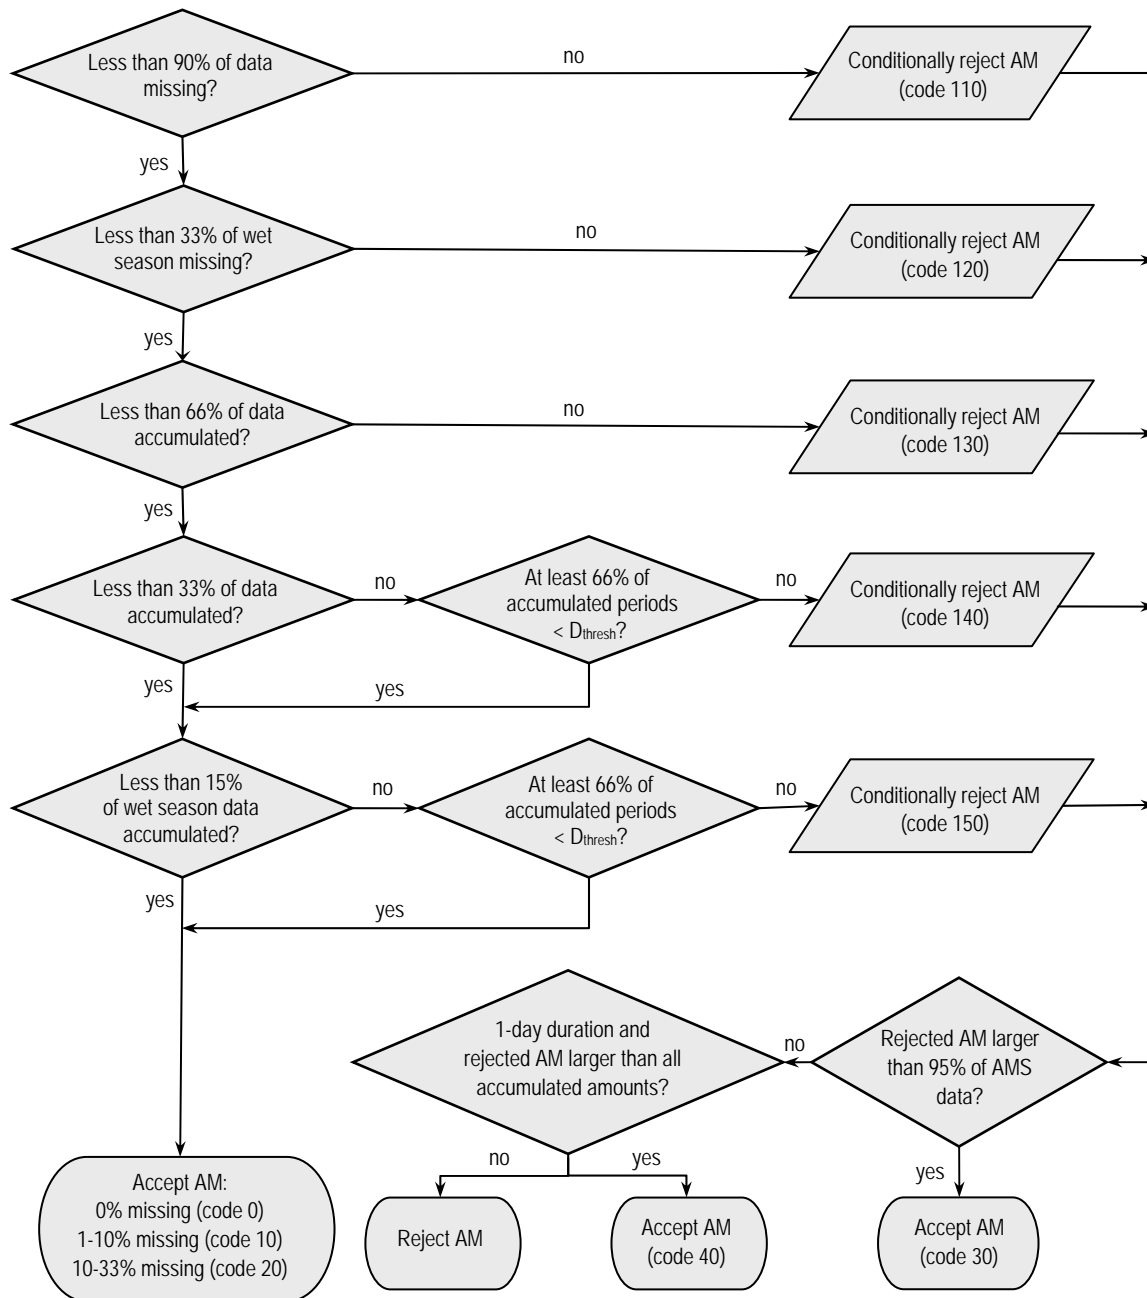 Less than 90% of data
missing?
no
Conditionally reject AM
(code 110)
yes
Less than 33% of wet
season missing?
no
Conditionally reject AM
(code 120)
yes
Less than 66% of data
accumulated?
no
Conditionally reject AM
(code 130)
yes
Less than 33% of data
accumulated?
no
At least 66% of
accumulated periods
< Dthresh?
no
Conditionally reject AM
(code 140)
yes
yes
Less than 15%
of wet season data
accumulated?
no
At least 66% of
accumulated periods
< Dthresh?
no
Conditionally reject AM
(code 150)
yes
yes
1-day duration and
rejected AM larger than all
accumulated amounts?
no
Rejected AM larger
than 95% of AMS
data?
no
yes
yes
Accept AM:
0% missing (code 0)
1-10% missing (code 10)
10-33% missing (code 20)
Reject AM
Accept AM
(code 40)
Accept AM
(code 30)